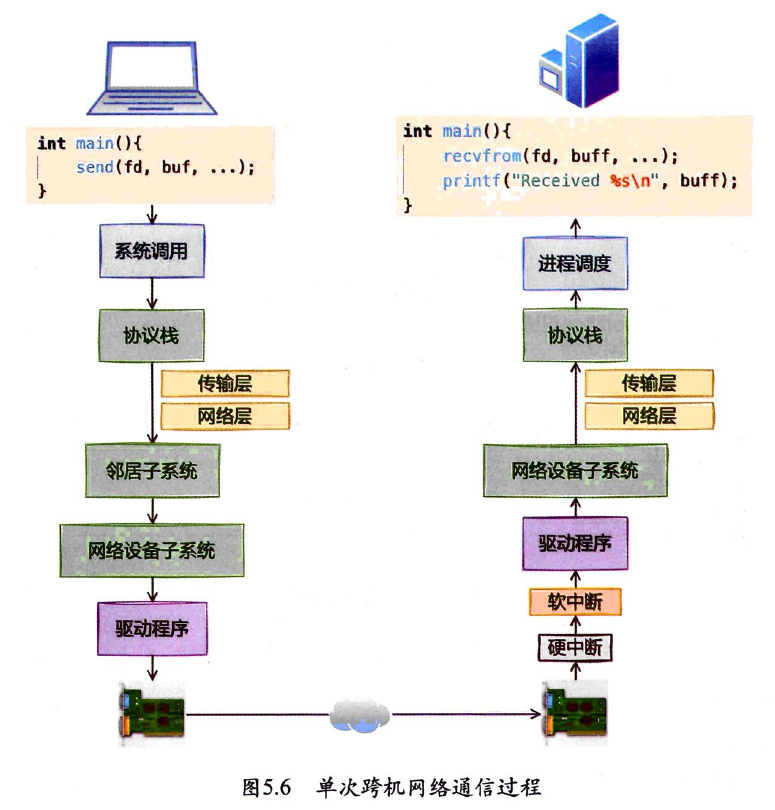 int main(){
send(fd, buf, ...);
}
系统调用
协议栈
传输层
网络层
邻居子系统
网络设备子系统
驱动程序
int main(){
recvfrom(fd, buff, ...);
printf("Received %s\n", buff);
}
进程调度
协议栈
传输层
网络层
网络设备子系统
驱动程序
软中断
硬中断
图5.6 单次跨机网络通信过程